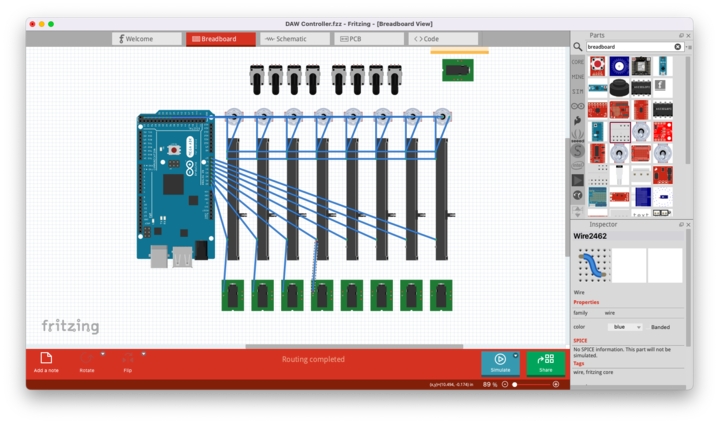 DAW Controller.fzz - Fritzing - [Breadboard View]
Welcome
Breadboard
Schematic
PCB
Code
Parts
breadboard
CORE
MINE
SIM
fritzing
Inspector
Wire2462
Wire
Properties
family wire
color blue Banded
SPICE
No SPICE information. This part will not be
simulated.
Tags
wire, fritzing core
Add a note
Rotate
Flip
Routing completed
Simulate
Share
89 %